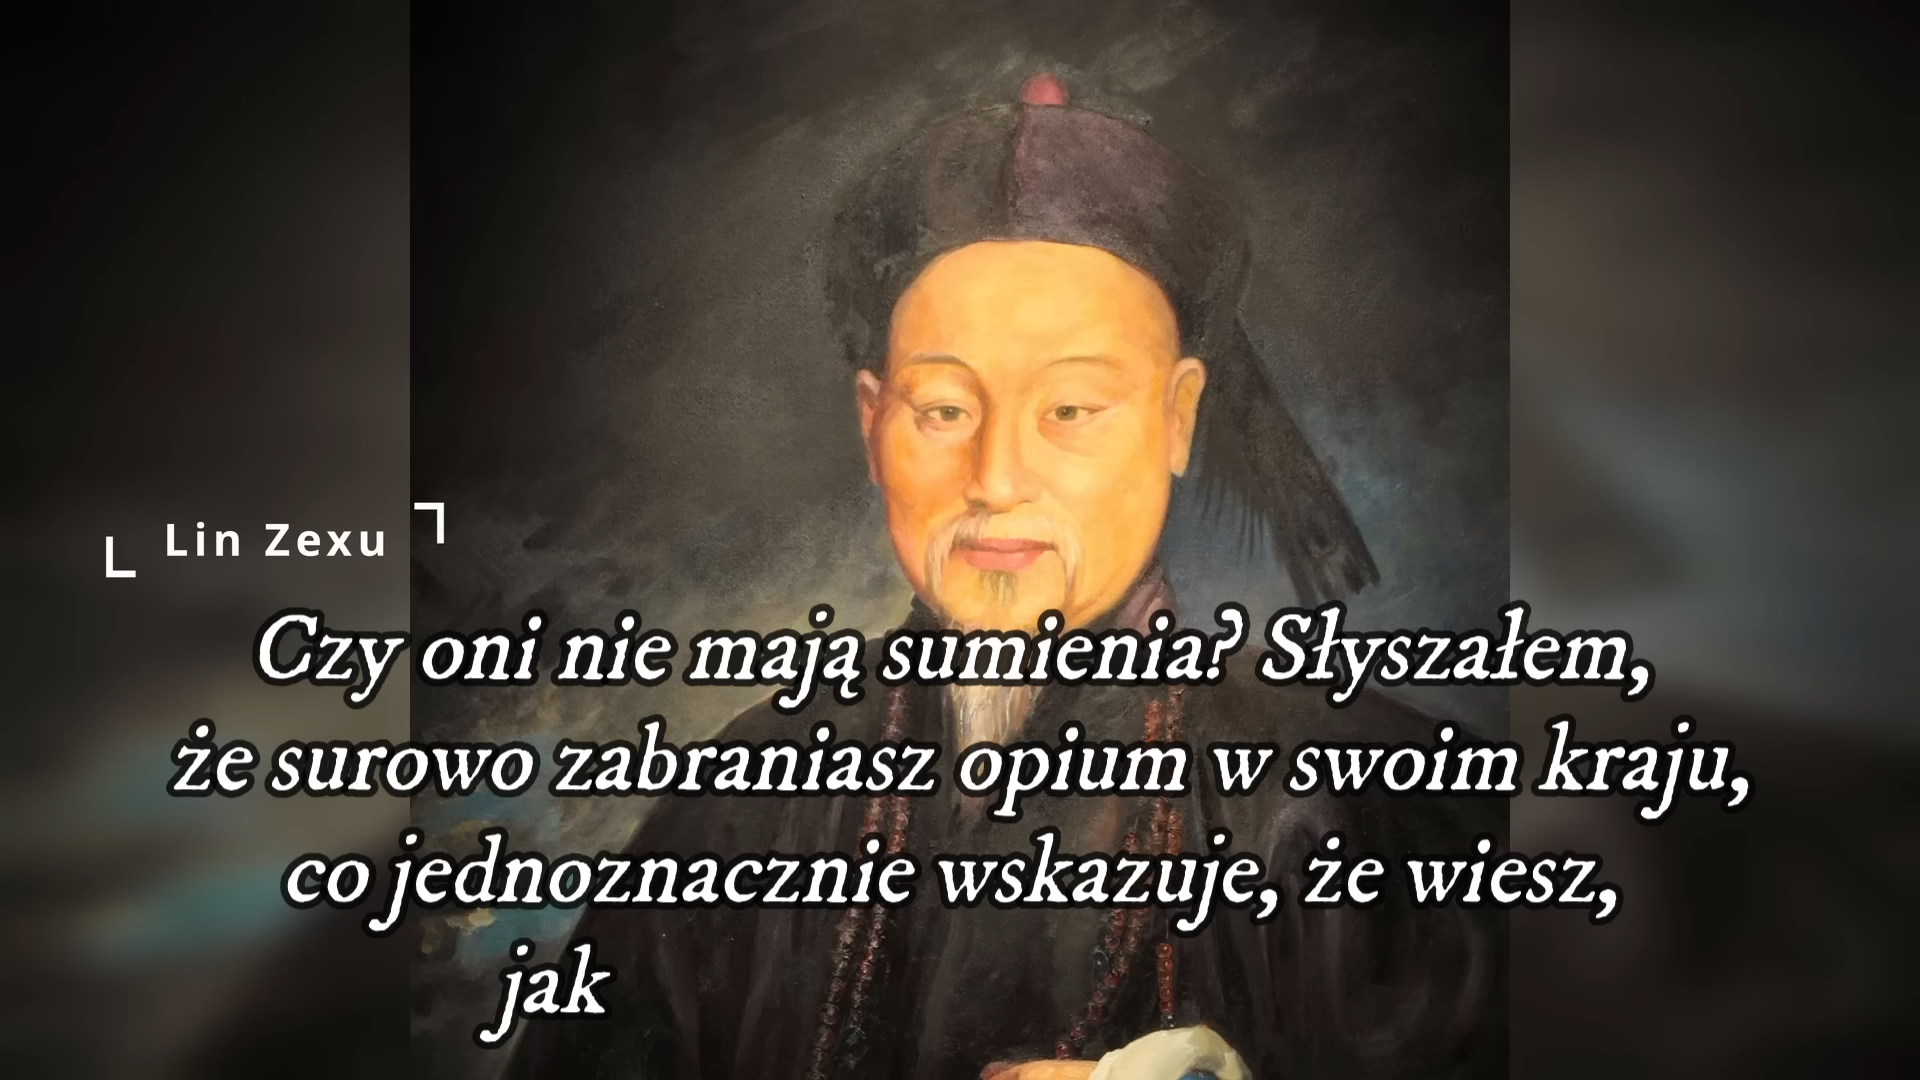 Lin Zexu
Czy oni nie mają sumienia? Słyszałem,
że surowo zabraniasz opium w swoim kraju,
co jednoznacznie wskazuje, że wiesz,
jak